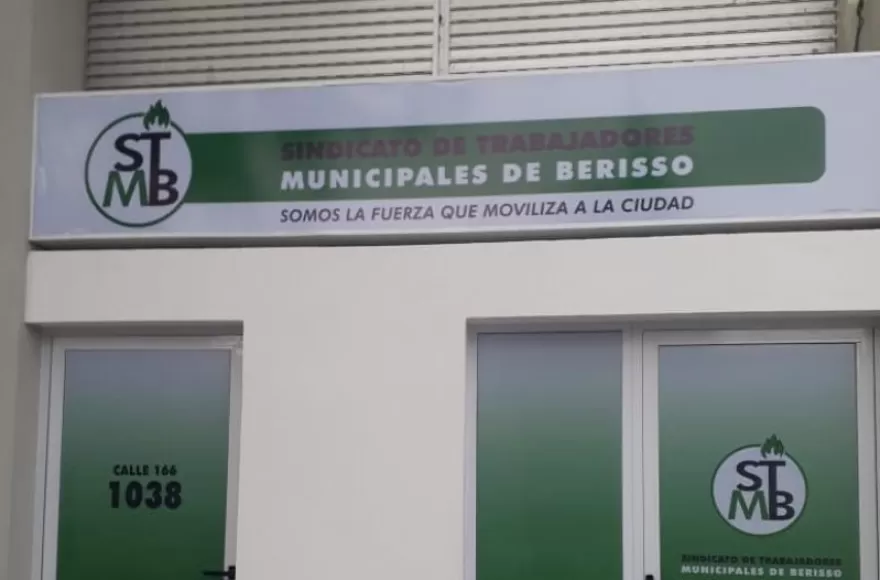 STMB
SINDICATO DE TRABAJADORES
MUNICIPALES DE BERISSO
SOMOS LA FUERZA QUE MOVILIZA A LA CIUDAD
CALLE 166
1038
STMB
SINDICATO DE TRABAJADORES
MUNICIPALES DE BERISSO